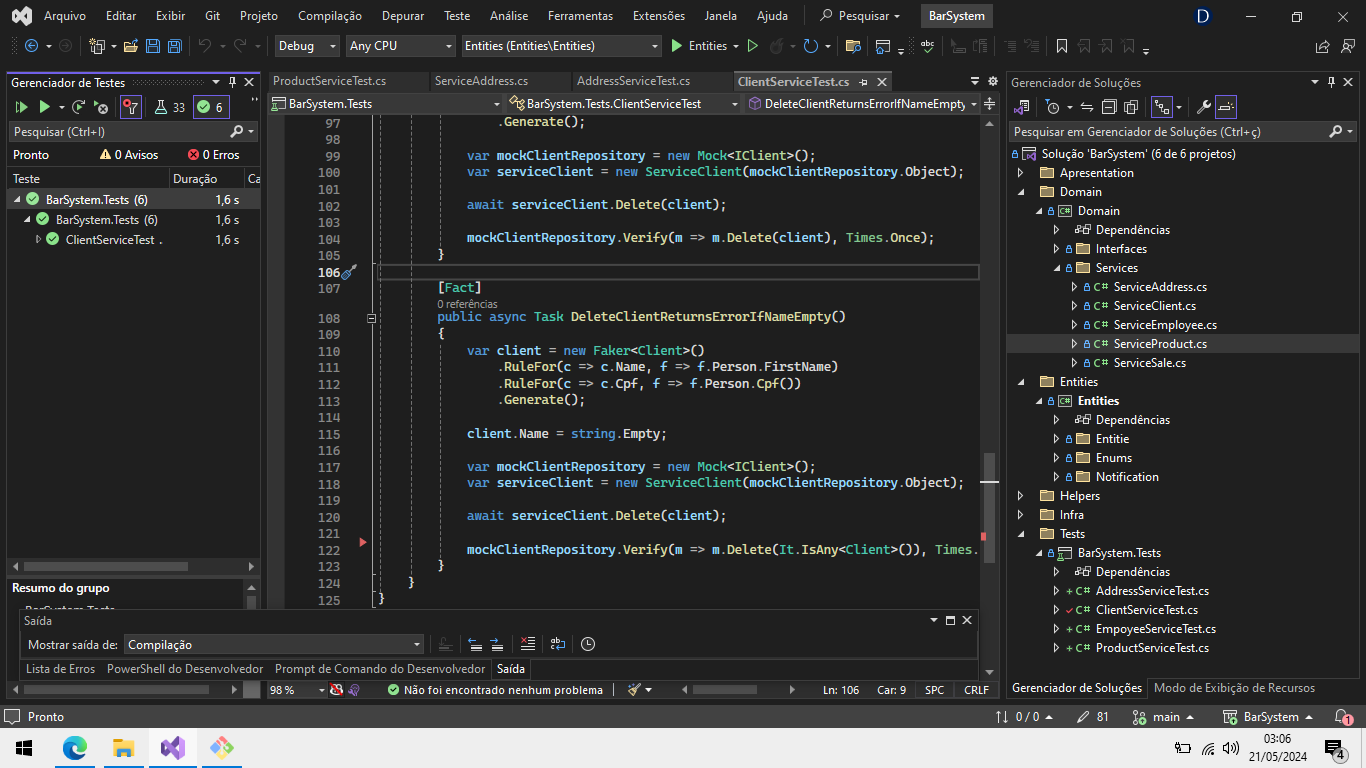 Arquivo Editar Exibir Git Projeto Compilação Depurar Teste Análise Ferramentas Extensões Janela Ajuda Pesquisar BarSystem D
Debug Any CPU Entities (Entities\Entities) Entities
Gerenciador de Testes
33 6
Pesquisar (Ctrl+I)
Pronto 0 Avisos 0 Erros
Teste Duração Ca
BarSystem.Tests (6) 1,6 s
BarSystem.Tests (6) 1,6 s
ClientServiceTest . 1,6 s
Resumo do grupo
BarSystem.Tests
ProductServiceTest.cs ServiceAddress.cs AddressServiceTest.cs ClientServiceTest.cs
BarSystem.Tests BarSystem.Tests.ClientServiceTest DeleteClientReturnsErrorIfNameEmpty
97 .Generate();
98
99 var mockClientRepository = new Mock<IClient>();
100 var serviceClient = new ServiceClient(mockClientRepository.Object);
101
102 await serviceClient.Delete(client);
103
104 mockClientRepository.Verify(m => m.Delete(client), Times.Once);
105 }
106
107 [Fact]
0 referências
108 public async Task DeleteClientReturnsErrorIfNameEmpty()
109 {
110 var client = new Faker<Client>()
111 .RuleFor(c => c.Name, f => f.Person.FirstName)
112 .RuleFor(c => c.Cpf, f => f.Person.Cpf())
113 .Generate();
114
115 client.Name = string.Empty;
116
117 var mockClientRepository = new Mock<IClient>();
118 var serviceClient = new ServiceClient(mockClientRepository.Object);
119
120 await serviceClient.Delete(client);
121
122 mockClientRepository.Verify(m => m.Delete(It.IsAny<Client>()), Times.
123 }
124 }
125 }
Saída
Mostrar saída de: Compilação
Lista de Erros PowerShell do Desenvolvedor Prompt de Comando do Desenvolvedor Saída
98 % Não foi encontrado nenhum problema Ln: 106 Car: 9 SPC CRLF
Gerenciador de Soluções
Pesquisar em Gerenciador de Soluções (Ctrl+ç)
Solução 'BarSystem' (6 de 6 projetos)
Apresentation
Domain
C# Domain
Dependências
Interfaces
Services
C# ServiceAddress.cs
C# ServiceClient.cs
C# ServiceEmployee.cs
C# ServiceProduct.cs
C# ServiceSale.cs
Entities
C# Entities
Dependências
Entitie
Enums
Notification
Helpers
Infra
Tests
BarSystem.Tests
Dependências
+ C# AddressServiceTest.cs
C# ClientServiceTest.cs
+ C# EmpoyeeServiceTest.cs
+ C# ProductServiceTest.cs
Gerenciador de Soluções Modo de Exibição de Recursos
Pronto 0 / 0 81 main BarSystem 1
03:06
21/05/2024
4